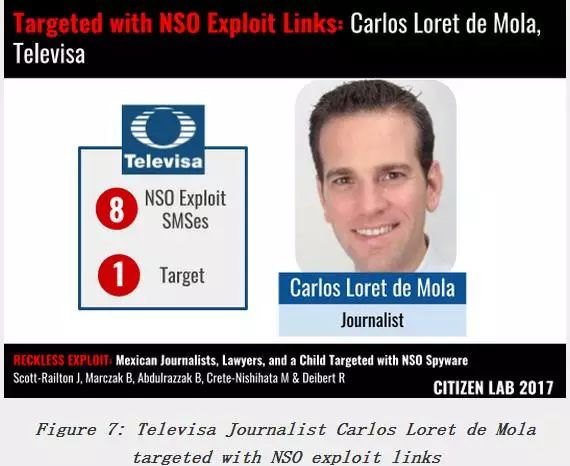 Targeted with NSO Exploit Links: Carlos Loret de Mola,
Televisa
Televisa
8 NSO Exploit
SMSes
1 Target
Carlos Loret de Mola
Journalist
RECKLESS EXPLOIT: Mexican Journalists, Lawyers, and a Child Targeted with NSO Spyware
Scott-Railton J, Marczak B, Abdulrazzak B, Crete-Nishihata M & Deibert R
CITIZEN LAB 2017
Figure 7: Televisa Journalist Carlos Loret de Mola
targeted with NSO exploit links